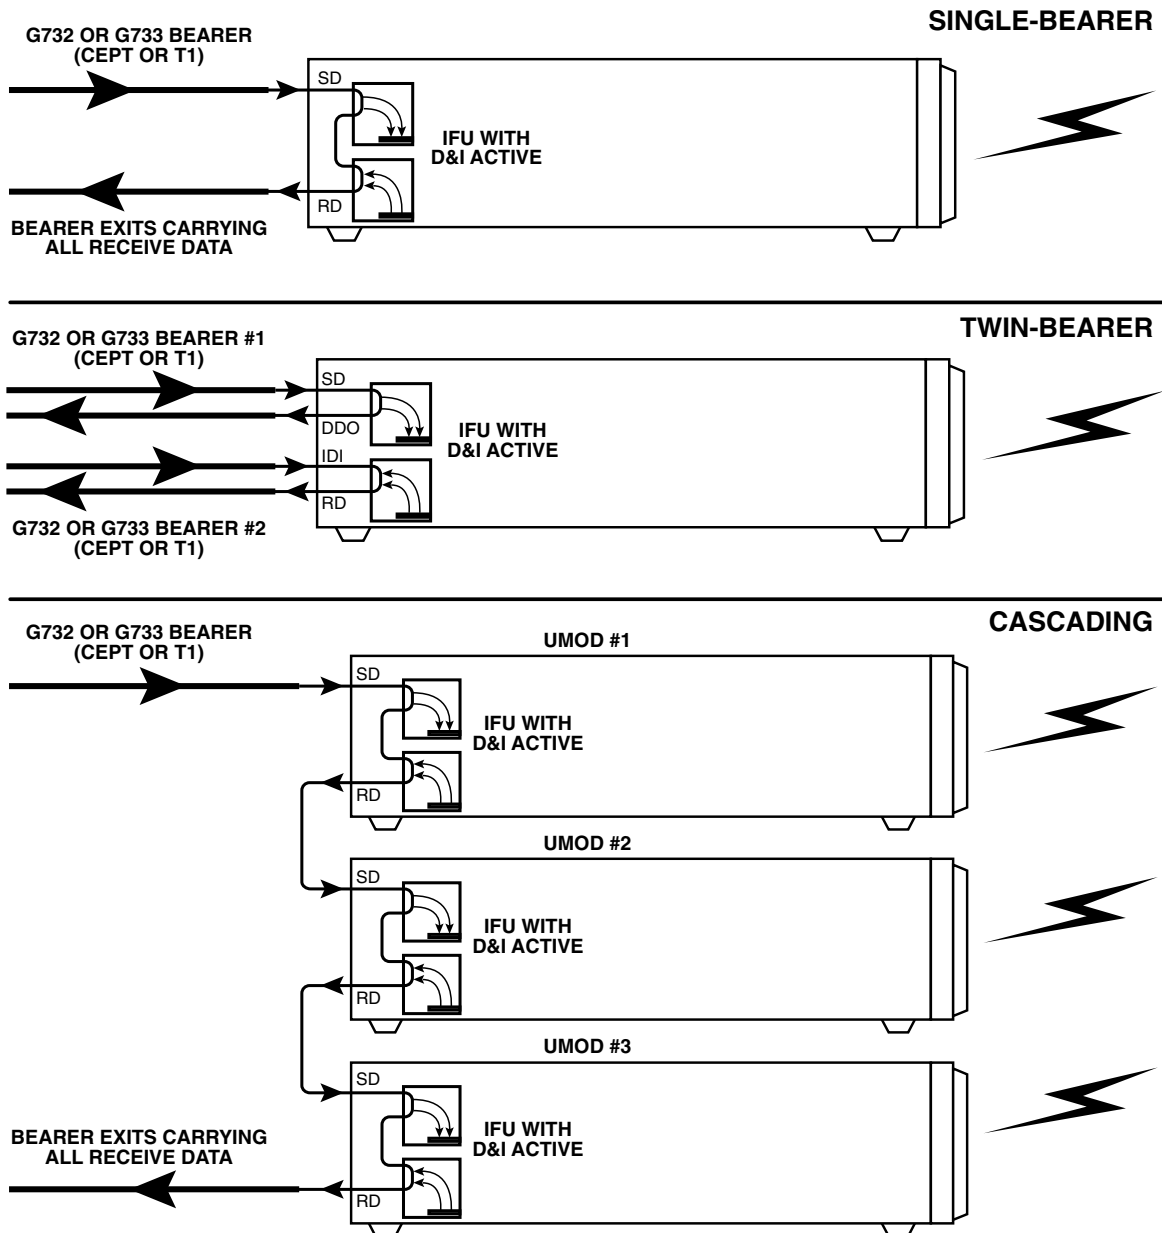 SINGLE-BEARER
G732 OR G733 BEARER
(CEPT OR T1)
SD
IFU WITH
D&I ACTIVE
RD
BEARER EXITS CARRYING
ALL RECEIVE DATA
TWIN-BEARER
G732 OR G733 BEARER #1
(CEPT OR T1)
SD
DDO
IFU WITH
D&I ACTIVE
IDI
RD
G732 OR G733 BEARER #2
(CEPT OR T1)
CASCADING
G732 OR G733 BEARER
(CEPT OR T1)
UMOD #1
SD
IFU WITH
D&I ACTIVE
RD
UMOD #2
SD
IFU WITH
D&I ACTIVE
RD
UMOD #3
SD
IFU WITH
D&I ACTIVE
BEARER EXITS CARRYING
ALL RECEIVE DATA
RD